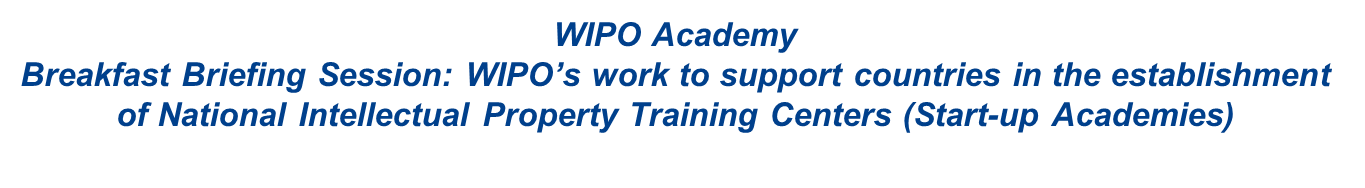 WIPO Academy
Breakfast Briefing Session: WIPO’s work to support countries in the establishment
of National Intellectual Property Training Centers (Start-up Academies)